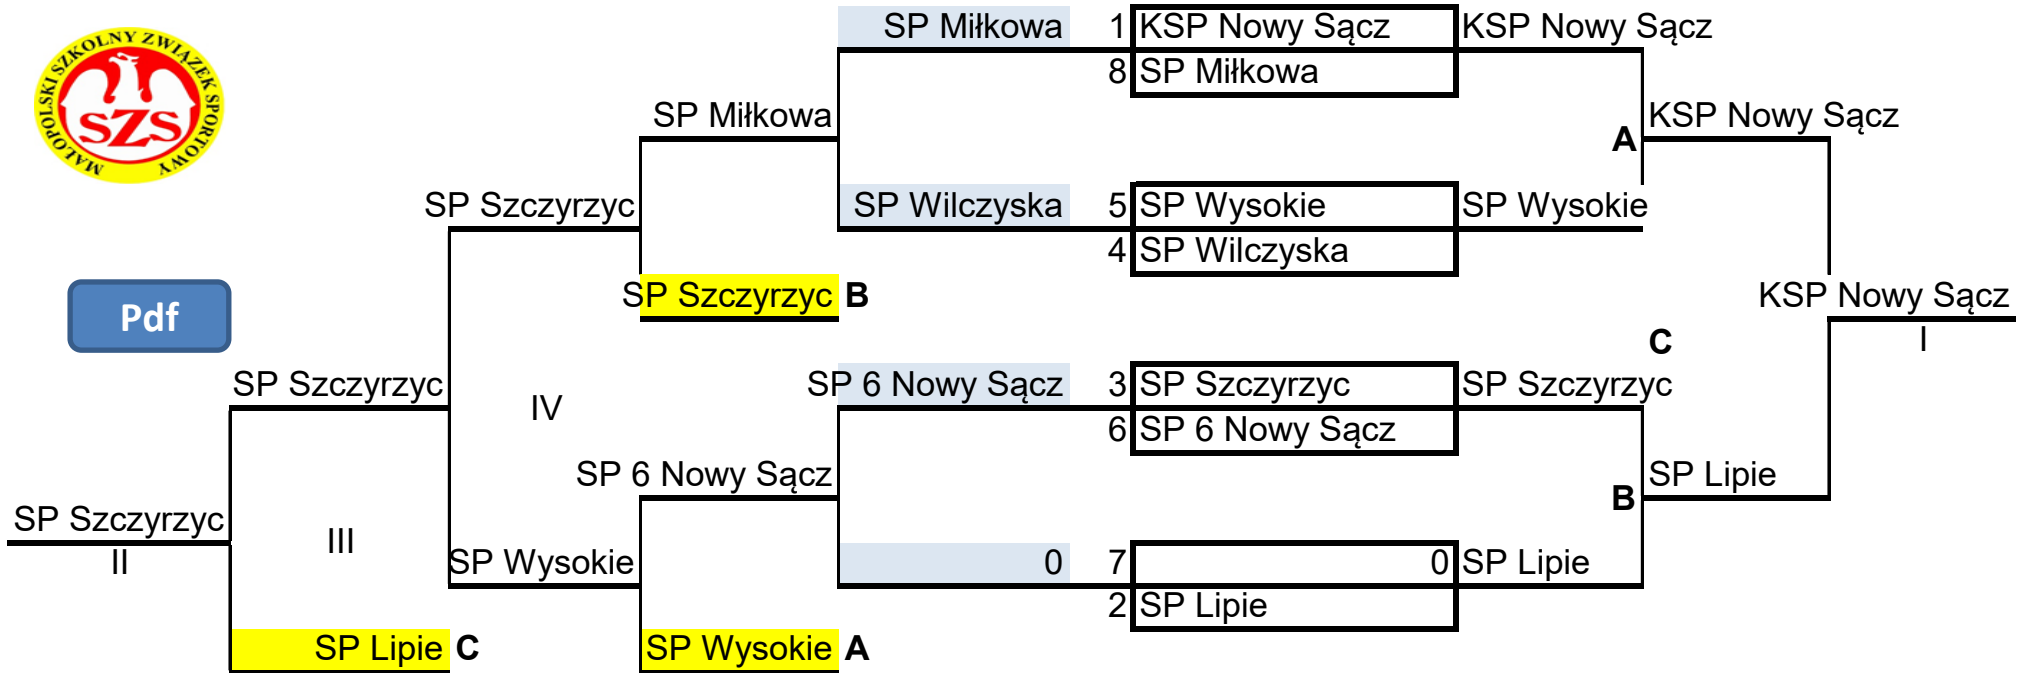 MAŁOPOLSKI SZKOLNY ZWIĄZEK SPORTOWY
SZS
SP Miłkowa 1 KSP Nowy Sącz KSP Nowy Sącz
8 SP Miłkowa
SP Miłkowa KSP Nowy Sącz
A
SP Szczyrzyc SP Wilczyska 5 SP Wysokie SP Wysokie
4 SP Wilczyska
SP Szczyrzyc B KSP Nowy Sącz
Pdf
C I
SP Szczyrzyc SP 6 Nowy Sącz 3 SP Szczyrzyc SP Szczyrzyc
IV
6 SP 6 Nowy Sącz
SP 6 Nowy Sącz SP Lipie
B
SP Szczyrzyc
III
II SP Wysokie 0 7 0 SP Lipie
2 SP Lipie
SP Lipie C SP Wysokie A